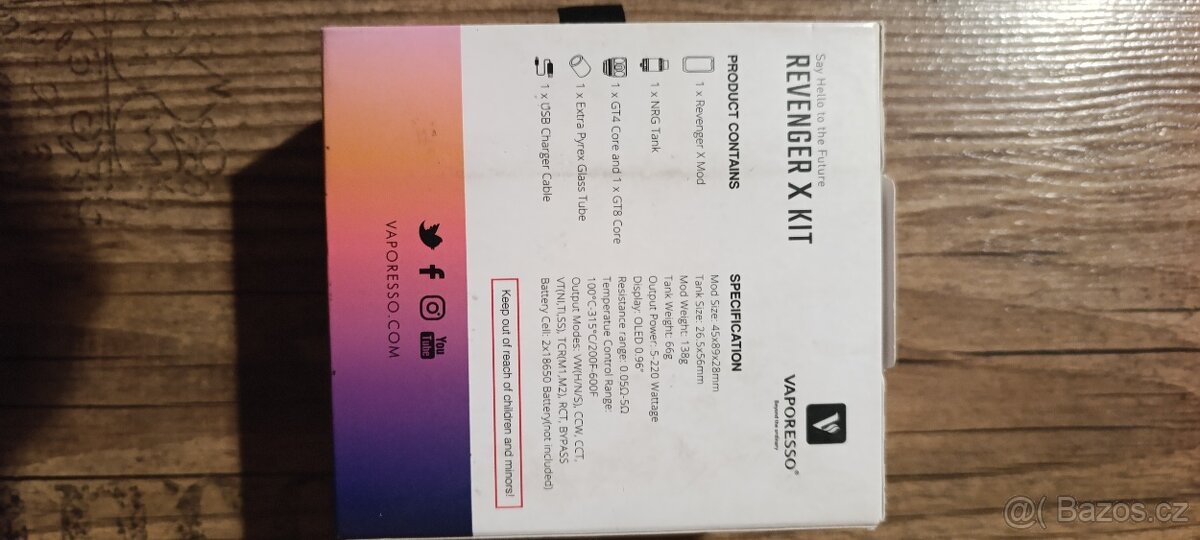 Say Hello to the Future
REVENGER X KIT
VAPORESSO®
Beyond the ordinary
PRODUCT CONTAINS
1 x Revenger X Mod
1 x NRG Tank
1 x GT4 Core and 1 x GT8 Core
1 x Extra Pyrex Glass Tube
1 x USB Charger Cable
SPECIFICATION
Mod Size: 45x89x28mm
Tank Size: 26.5x56mm
Mod Weight: 138g
Tank Weight: 66g
Output Power: 5-220 Wattage
Display: OLED 0.96"
Resistance range: 0.05Ω-5Ω
Temperatue Control Range:
100°C-315°C/200F-600F
Output Modes: VW(H/N/S), CCW, CCT,
VT(NI,TI,SS), TCR(M1,M2), RCT, BYPASS
Battery Cell: 2x18650 Battery(not included)
Keep out of reach of children and minors!
You
Tube
VAPORESSO.COM
@( Bazos.cz